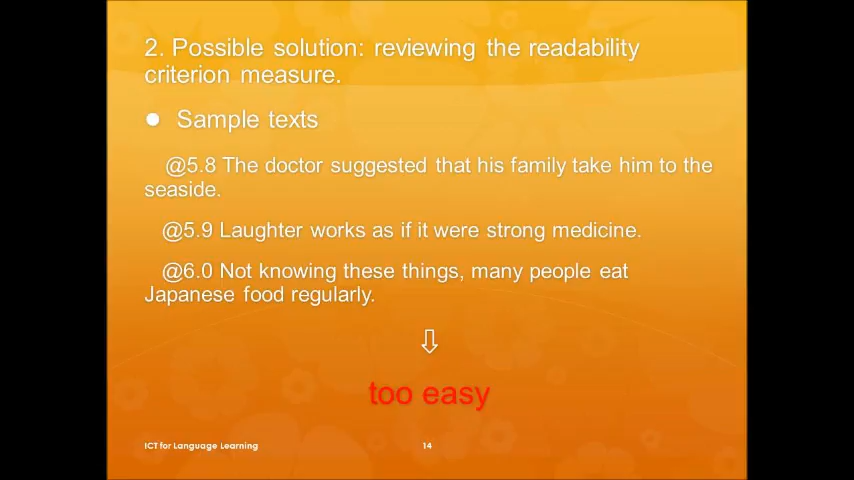 2. Possible solution: reviewing the readability
criterion measure.
● Sample texts
@5.8 The doctor suggested that his family take him to the
seaside.
@5.9 Laughter works as if it were strong medicine.
@6.0 Not knowing these things, many people eat
Japanese food regularly.
⇩
too easy
ICT for Language Learning
14